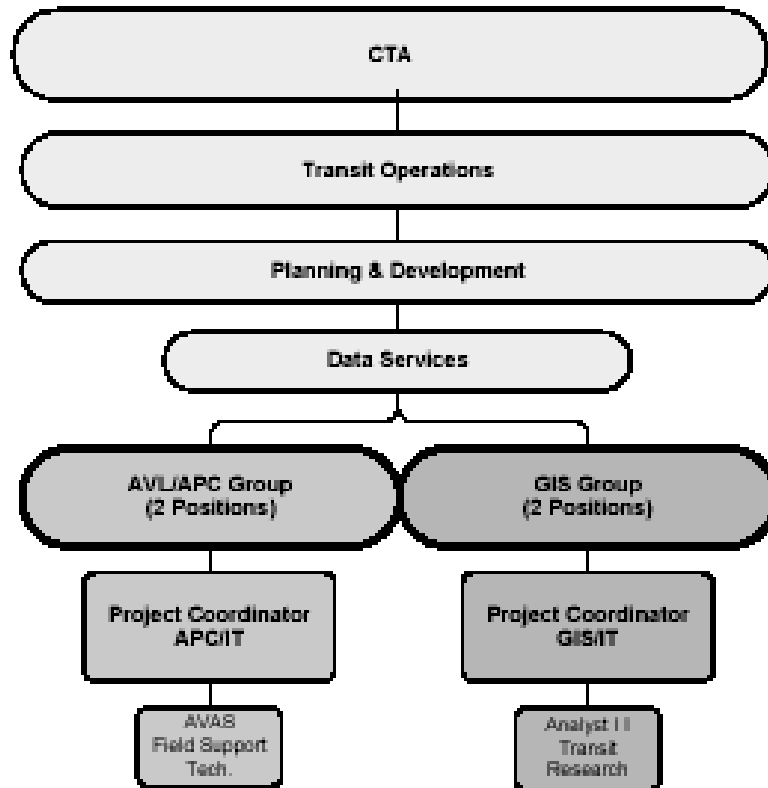 CTA
Transit Operations
Planning & Development
Data Services
AVL/APC Group
(2 Positions)
GIS Group
(2 Positions)
Project Coordinator
APC/IT
Project Coordinator
GIS/IT
AVAS
Field Support
Tech.
Analyst I I
Transit
Research